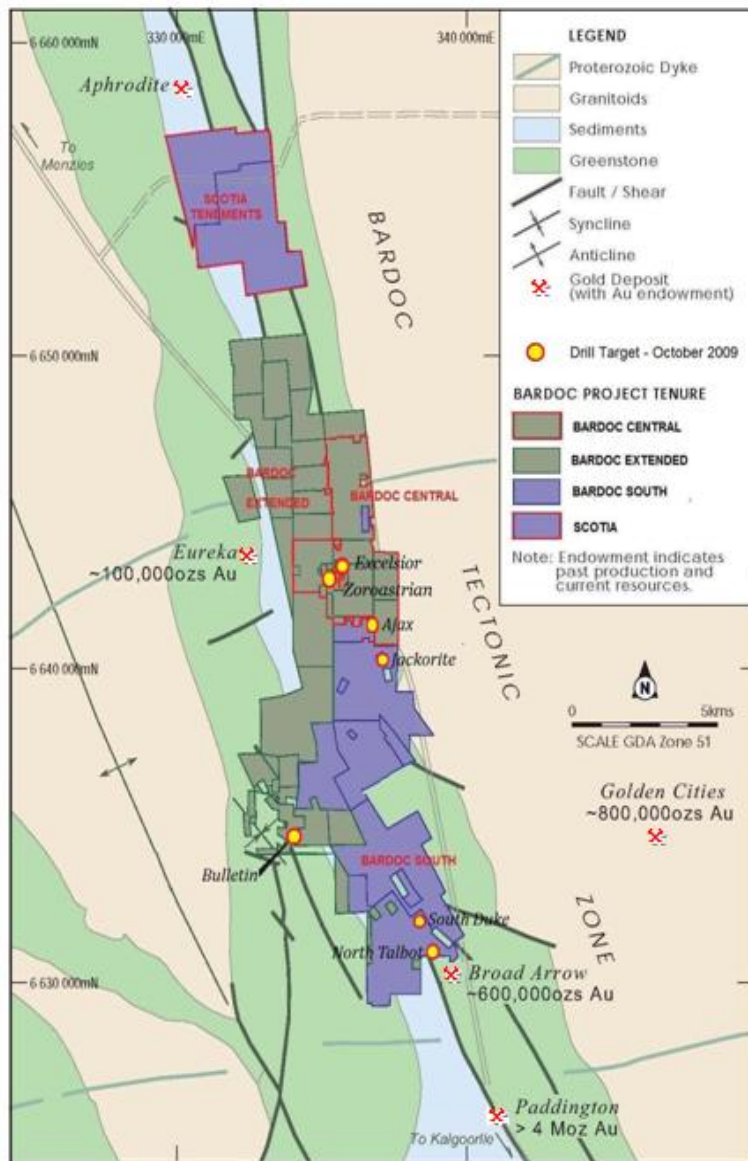 6 660 000mN
330 000mE
340 000mE
Aphrodite
To
Menzies
SCOTIA
TENEMENTS
BARDOC
6 650 000mN
BARDOC
EXTENDED
BARDOC CENTRAL
Eureka
~100,000ozs Au
Excelsior
Zoroastrian
Ajax
Jackorite
TECTONIC
6 640 000mN
N
0
5kms
SCALE GDA Zone 51
Golden Cities
~800,000ozs Au
Bulletin
BARDOC SOUTH
South Duke
North Talbot
ZONE
6 630 000mN
Broad Arrow
~600,000ozs Au
Paddington
> 4 Moz Au
To Kalgoorlie
LEGEND
Proterozoic Dyke
Granitoids
Sediments
Greenstone
Fault / Shear
Syncline
Anticline
Gold Deposit
(with Au endowment)
Drill Target - October 2009
BARDOC PROJECT TENURE
BARDOC CENTRAL
BARDOC EXTENDED
BARDOC SOUTH
SCOTIA
Note: Endowment indicates
past production and
current resources.